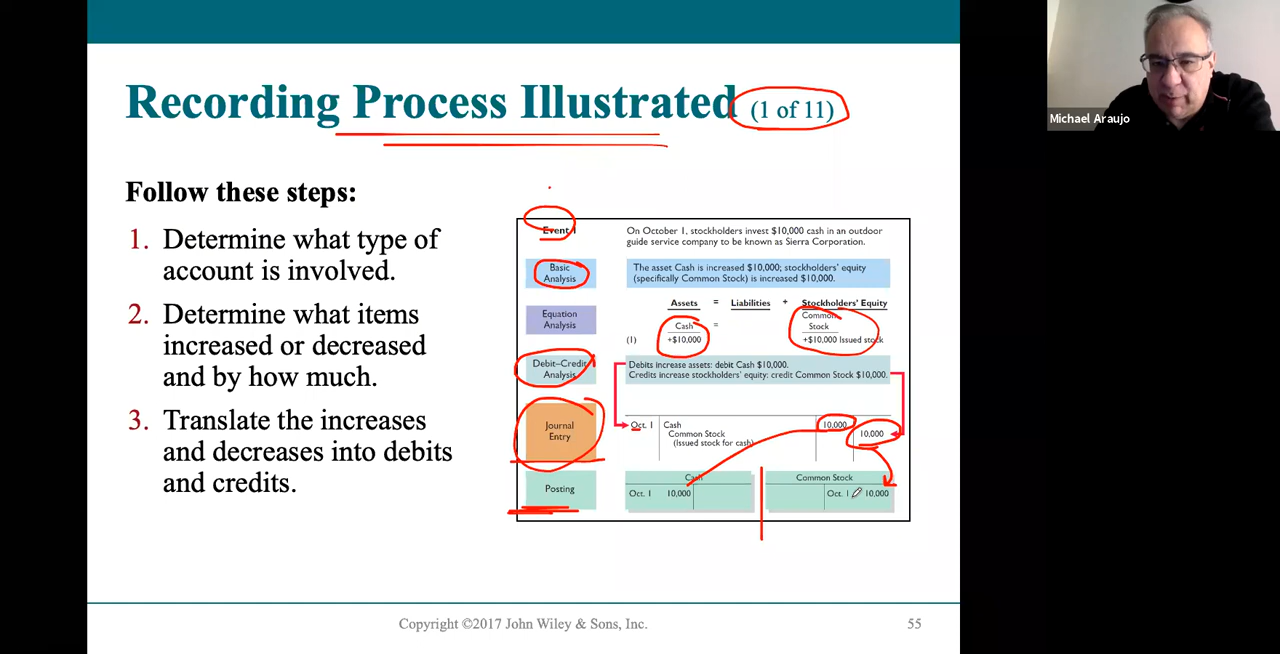 Recording Process Illustrated (1 of 11)
Michael Araujo
Follow these steps:
1. Determine what type of
account is involved.
2. Determine what items
increased or decreased
and by how much.
3. Translate the increases
and decreases into debits
and credits.
Event 1
On October 1, stockholders invest $10,000 cash in an outdoor
guide service company to be known as Sierra Corporation.
Basic
Analysis
The asset Cash is increased $10,000; stockholders' equity
(specifically Common Stock) is increased $10,000.
Equation
Analysis
Assets = Liabilities + Stockholders' Equity
Common
Cash = Stock
(1) +$10,000 +$10,000 Issued stock
Debit–Credit
Analysis
Debits increase assets: debit Cash $10,000.
Credits increase stockholders' equity: credit Common Stock $10,000.
Journal
Entry
Oct. 1 Cash 10,000
Common Stock 10,000
(Issued stock for cash)
Posting
Cash Common Stock
Oct. 1 10,000 Oct. 1 10,000
Copyright ©2017 John Wiley & Sons, Inc. 55